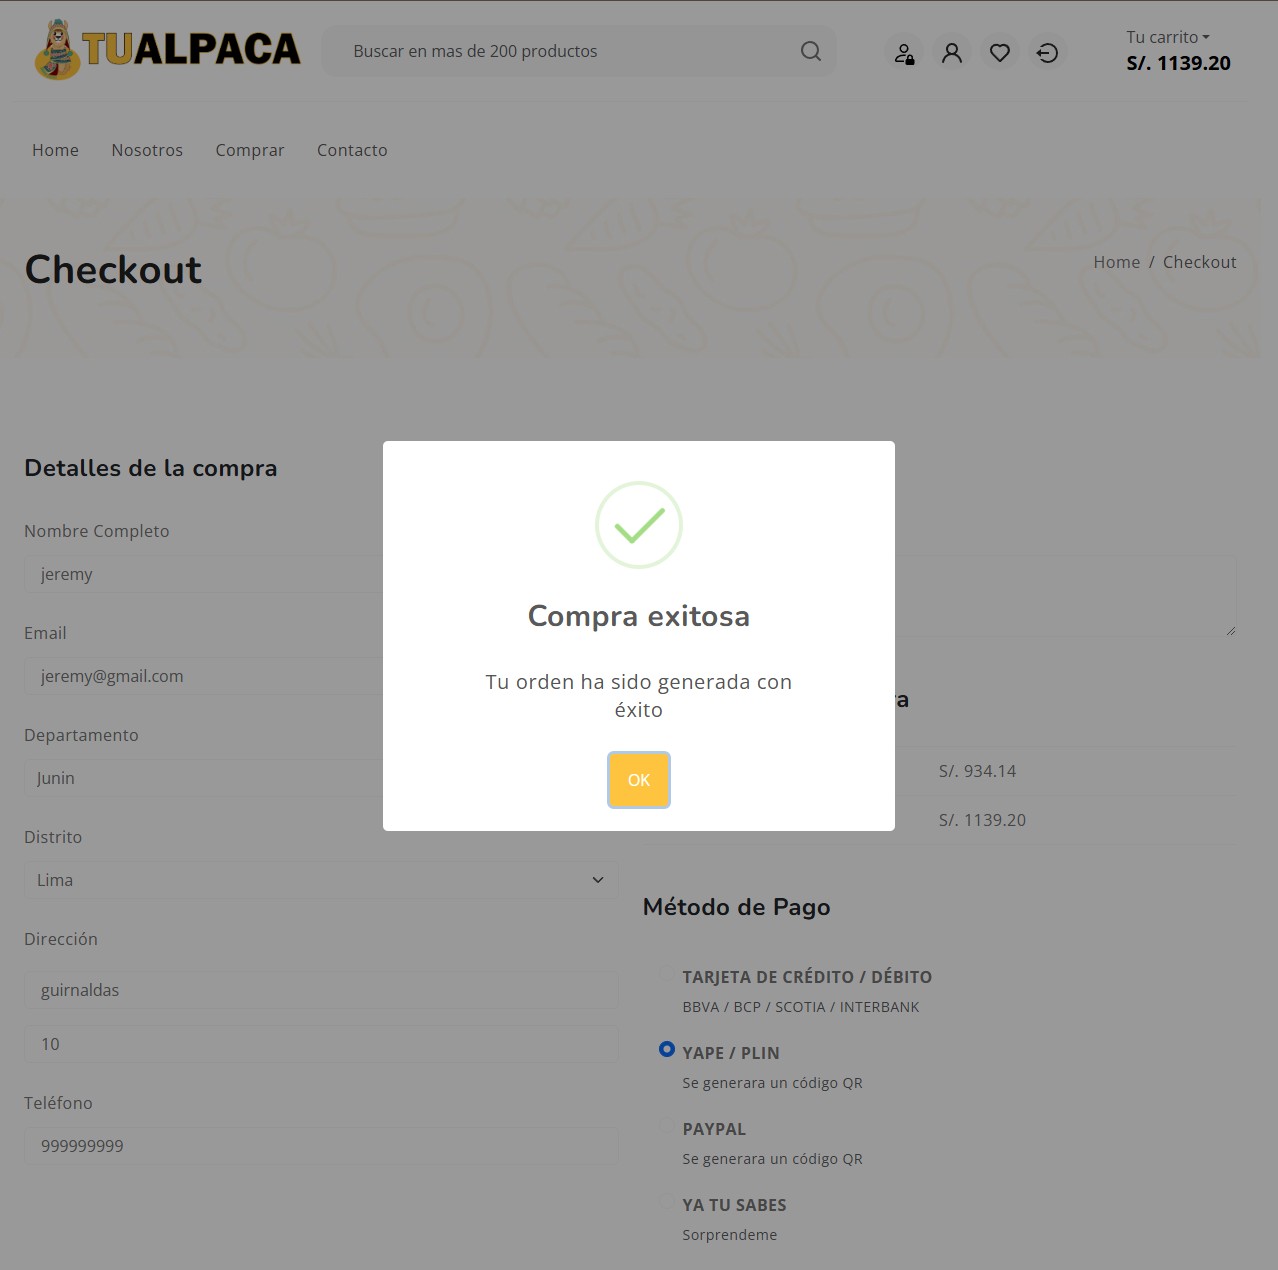 TUALPACA
Buscar en mas de 200 productos
Tu carrito
S/. 1139.20
Home
Nosotros
Comprar
Contacto
Checkout
Home / Checkout
Detalles de la compra
Nombre Completo
jeremy
Email
jeremy@gmail.com
Departamento
Junin
Distrito
Lima
Dirección
guirnaldas
10
Teléfono
999999999
Compra exitosa
Tu orden ha sido generada con
éxito
OK
S/. 934.14
S/. 1139.20
Método de Pago
TARJETA DE CRÉDITO / DÉBITO
BBVA / BCP / SCOTIA / INTERBANK
YAPE / PLIN
Se generara un código QR
PAYPAL
Se generara un código QR
YA TU SABES
Sorprendeme